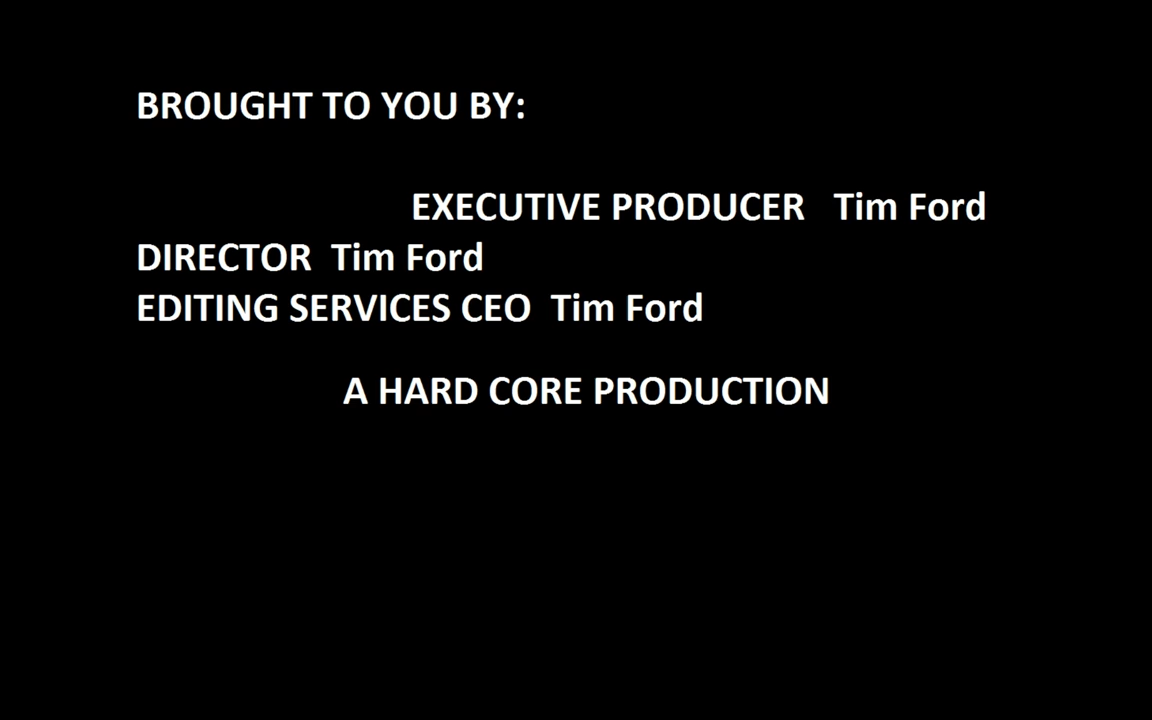 BROUGHT TO YOU BY:
EXECUTIVE PRODUCER Tim Ford
DIRECTOR Tim Ford
EDITING SERVICES CEO Tim Ford
A HARD CORE PRODUCTION